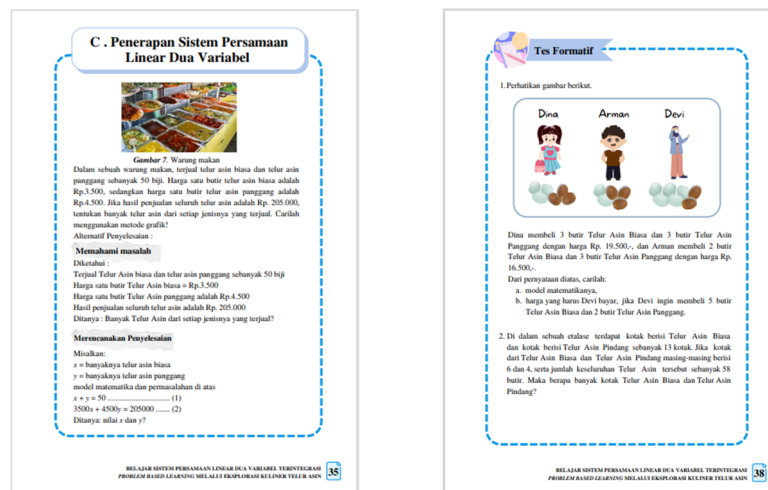 C . Penerapan Sistem Persamaan
Linear Dua Variabel
Gambar 7. Warung makan
Dalam sebuah warung makan, terjual telur asin biasa dan telur asin
panggang sebanyak 50 biji. Harga satu butir telur asin biasa adalah
Rp.3.500, sedangkan harga satu butir telur asin panggang adalah
Rp.4.500. Jika hasil penjualan seluruh telur asin adalah Rp. 205.000,
tentukan banyak telur asin dari setiap jenisnya yang terjual. Carilah
menggunakan metode grafik!
Alternatif Penyelesaian :
Memahami masalah
Diketahui :
Terjual Telur Asin biasa dan telur asin panggang sebanyak 50 biji
Harga satu butir Telur Asin biasa = Rp.3.500
Harga satu butir Telur Asin panggang adalah Rp.4.500
Hasil penjualan seluruh telur asin adalah Rp. 205.000
Ditanya : Banyak Telur Asin dari setiap jenisnya yang terjual?
Merencanakan Penyelesaian
Misalkan:
x = banyaknya telur asin biasa
y = banyaknya telur asin panggang
model matematika dan permasalahan di atas
x + y = 50 ............................ (1)
3500x + 4500y = 205000 ...... (2)
Ditanya: nilai x dan y?
BELAJAR SISTEM PERSAMAAN LINEAR DUA VARIABEL TERINTEGRASI
PROBLEM BASED LEARNING MELALUI EKSPLORASI KULINER TELUR ASIN
35
Tes Formatif
1. Perhatikan gambar berikut.
Dina Arman Devi
Dina membeli 3 butir Telur Asin Biasa dan 3 butir Telur Asin
Panggang dengan harga Rp. 19.500,-, dan Arman membeli 2 butir
Telur Asin Biasa dan 3 butir Telur Asin Panggang dengan harga Rp.
16.500,-.
Dari pernyataan diatas, carilah:
a. model matematikanya,
b. harga yang harus Devi bayar, jika Devi ingin membeli 5 butir
Telur Asin Biasa dan 2 butir Telur Asin Panggang.
2. Di dalam sebuah etalase terdapat kotak berisi Telur Asin Biasa
dan kotak berisi Telur Asin Pindang sebanyak 13 kotak. Jika kotak
dari Telur Asin Biasa dan Telur Asin Pindang masing-masing berisi
6 dan 4, serta jumlah keseluruhan Telur Asin tersebut sebanyak 58
butir. Maka berapa banyak kotak Telur Asin Biasa dan Telur Asin
Pindang?
BELAJAR SISTEM PERSAMAAN LINEAR DUA VARIABEL TERINTEGRASI
PROBLEM BASED LEARNING MELALUI EKSPLORASI KULINER TELUR ASIN
38